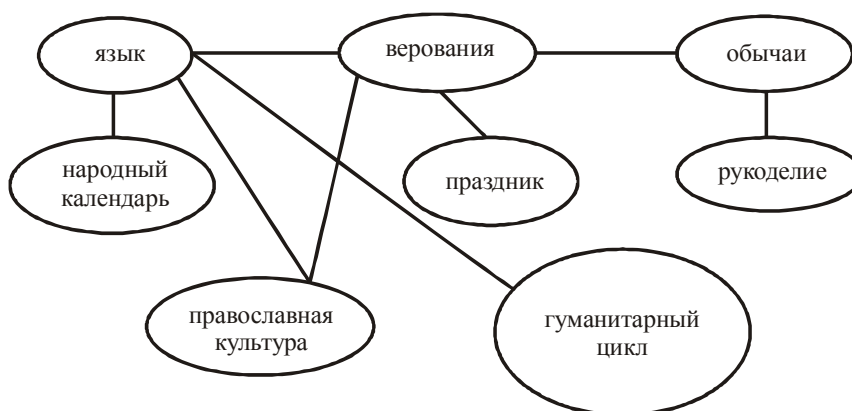 язык
верования
обычаи
народный
календарь
праздник
рукоделие
православная
культура
гуманитарный
цикл